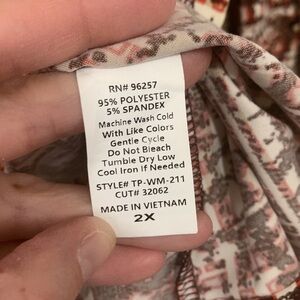 RN# 96257
95% POLYESTER
5% SPANDEX
Machine Wash Cold
With Like Colors
Gentle Cycle
Do Not Bleach
Tumble Dry Low
Cool Iron if Needed
STYLE# TP-WM-211
CUT# 32062
MADE IN VIETNAM
2X